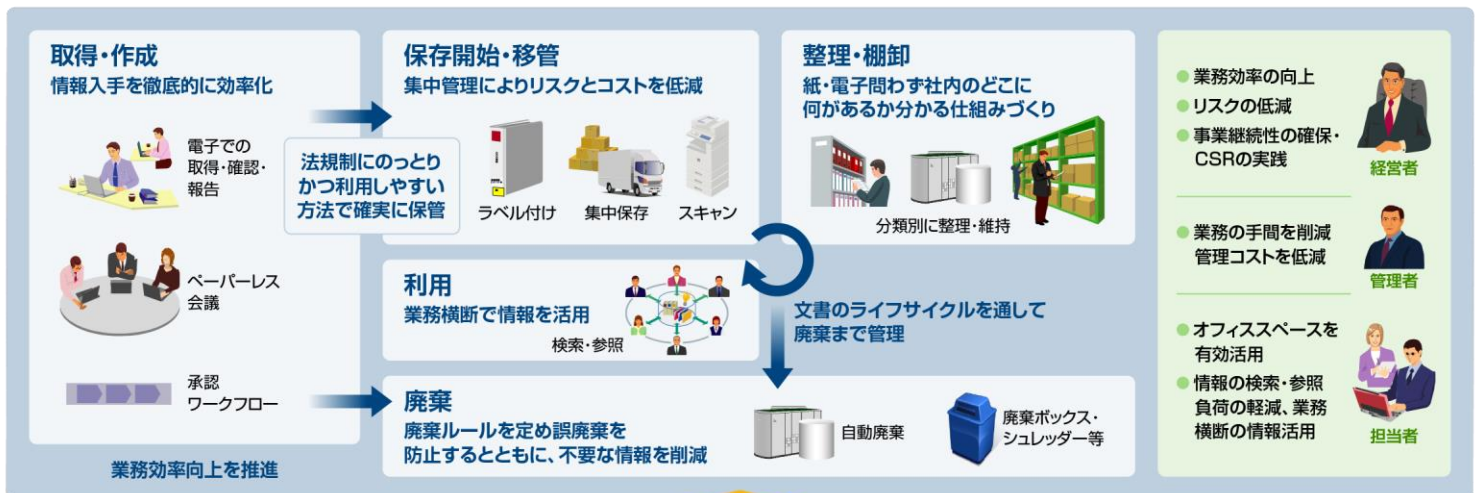 取得・作成
情報入手を徹底的に効率化
電子での
取得・確認・
報告
ペーパーレス
会議
承認
ワークフロー
業務効率向上を推進
法規制にのっとり
かつ利用しやすい
方法で確実に保管
保存開始・移管
集中管理によりリスクとコストを低減
ラベル付け
集中保存
スキャン
利用
業務横断で情報を活用
検索・参照
整理・棚卸
紙・電子問わず社内のどこに
何があるか分かる仕組みづくり
分類別に整理・維持
文書のライフサイクルを通して
廃棄まで管理
廃棄
廃棄ルールを定め誤廃棄を
防止するとともに、不要な情報を削減
自動廃棄
廃棄ボックス・
シュレッダー等
●業務効率の向上
●リスクの低減
●事業継続性の確保・
CSRの実践
経営者
●業務の手間を削減
管理コストを低減
管理者
●オフィススペースを
有効活用
●情報の検索・参照
負荷の軽減、業務
横断の情報活用
担当者